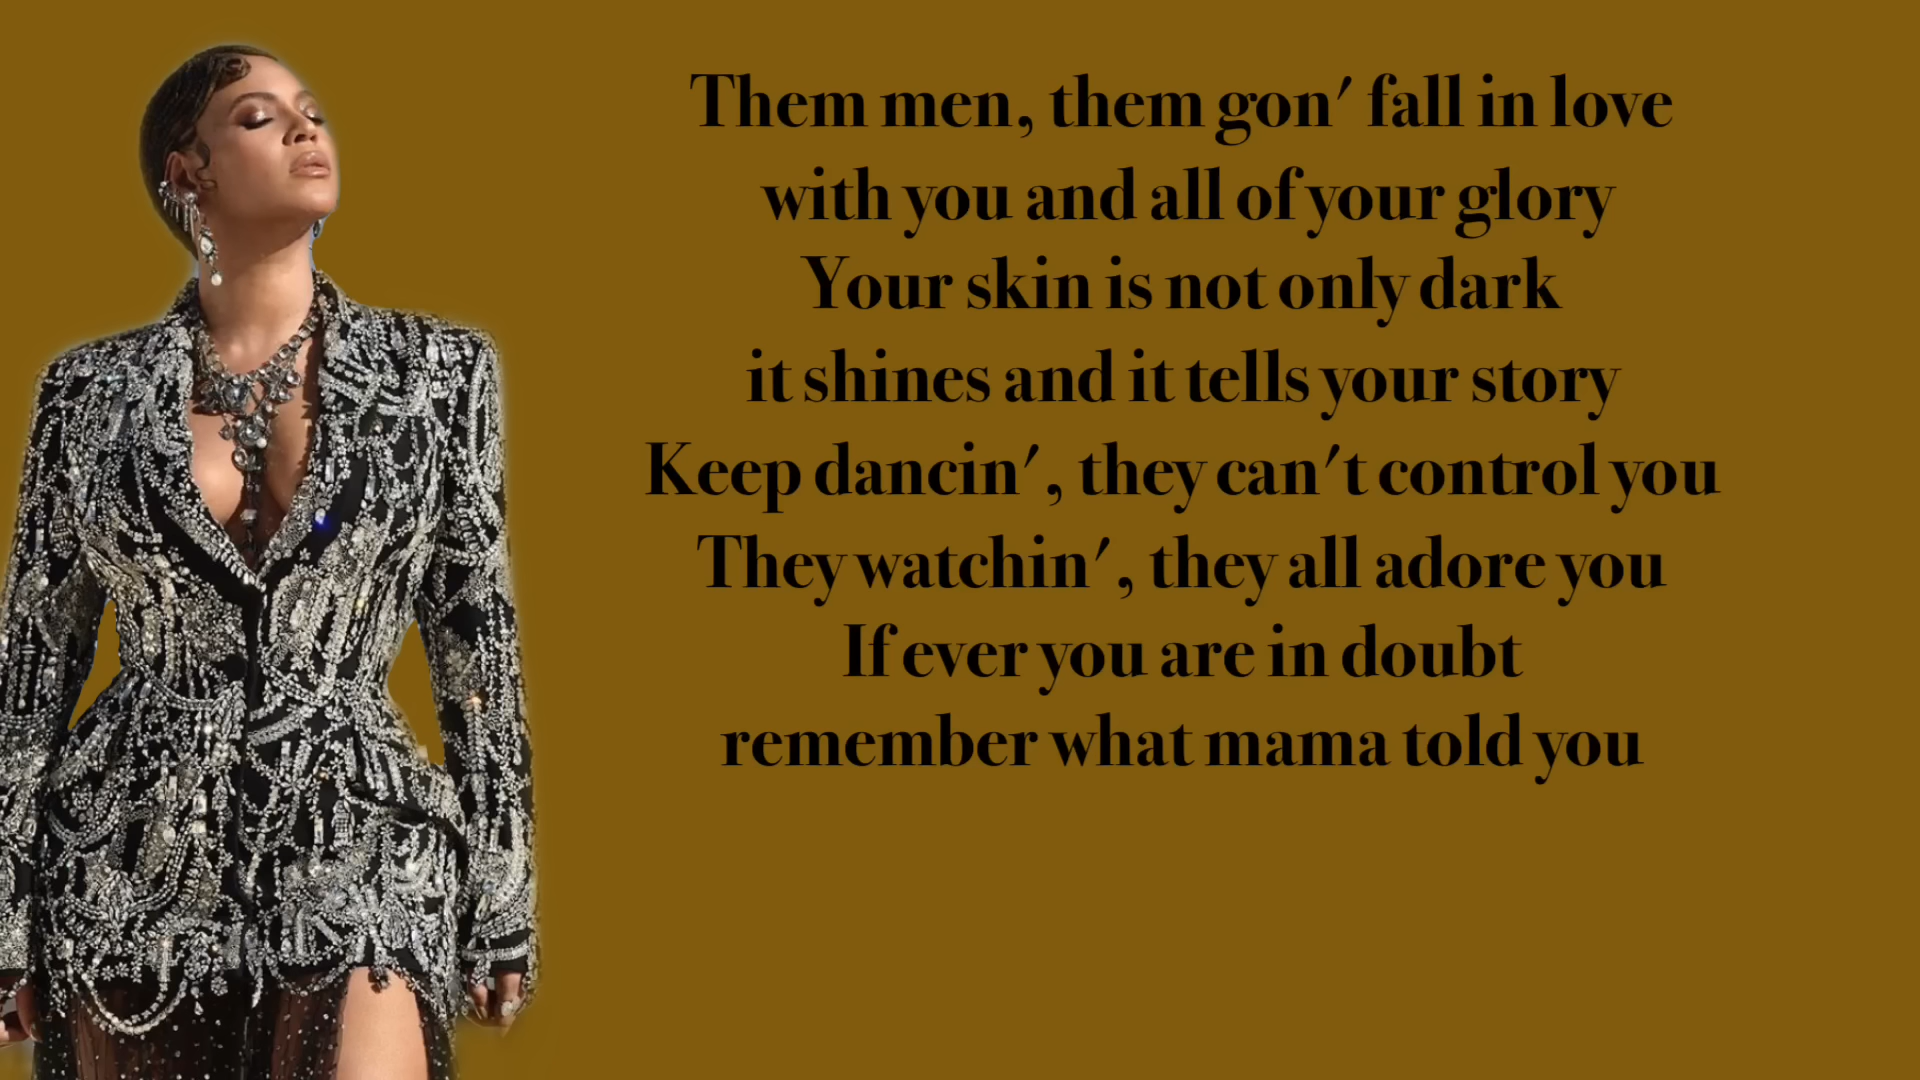 Them men, them gon' fall in love
with you and all of your glory
Your skin is not only dark
it shines and it tells your story
Keep dancin', they can't control you
They watchin', they all adore you
If ever you are in doubt
remember what mama told you